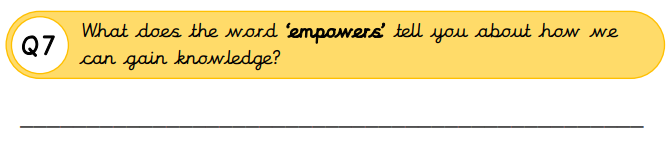 Q7
What does the word 'empowers' tell you about how we
can gain knowledge?